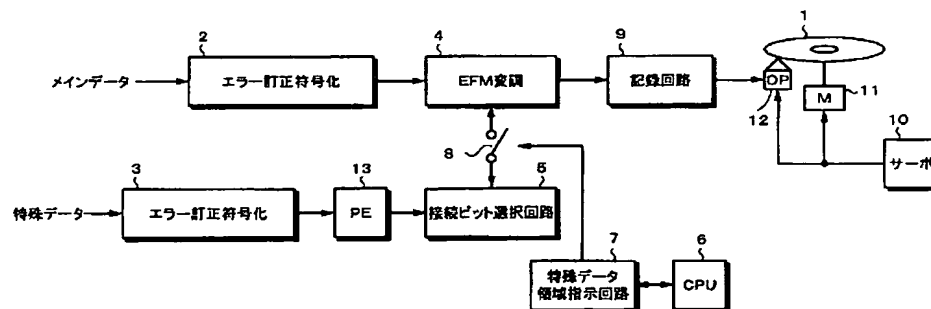 1
2
4
9
メインデータ
エラー訂正符号化
EFM変調
記録回路
OP
M
11
12
10
サーボ
8
3
13
5
特殊データ
エラー訂正符号化
PE
接続ビット選択回路
7
6
特殊データ
領域指示回路
CPU